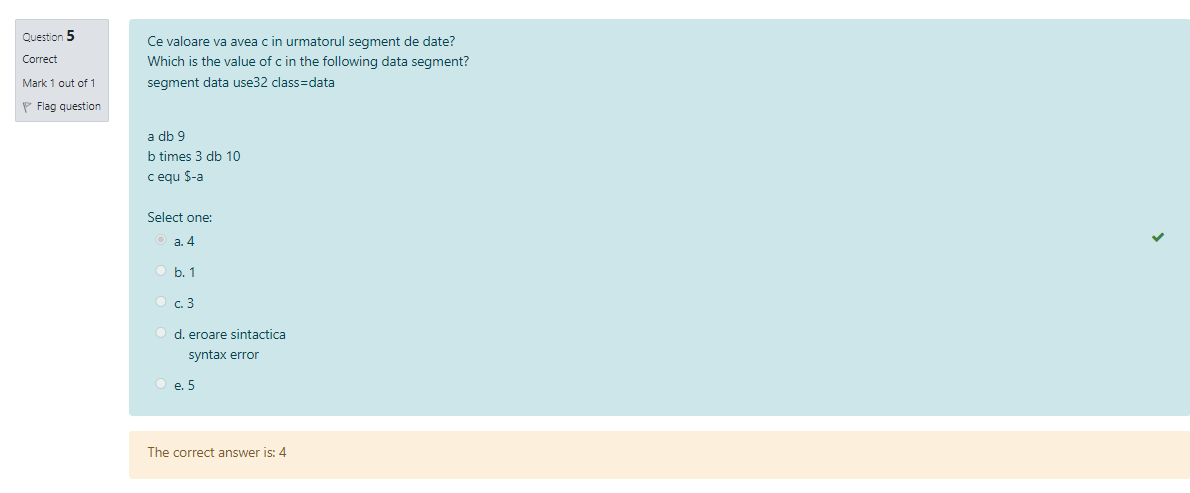 Question 5
Correct
Mark 1 out of 1
Flag question
Ce valoare va avea c in urmatorul segment de date?
Which is the value of c in the following data segment?
segment data use32 class=data
a db 9
b times 3 db 10
c equ $-a
Select one:
a. 4
b. 1
c. 3
d. eroare sintactica
syntax error
e. 5
The correct answer is: 4